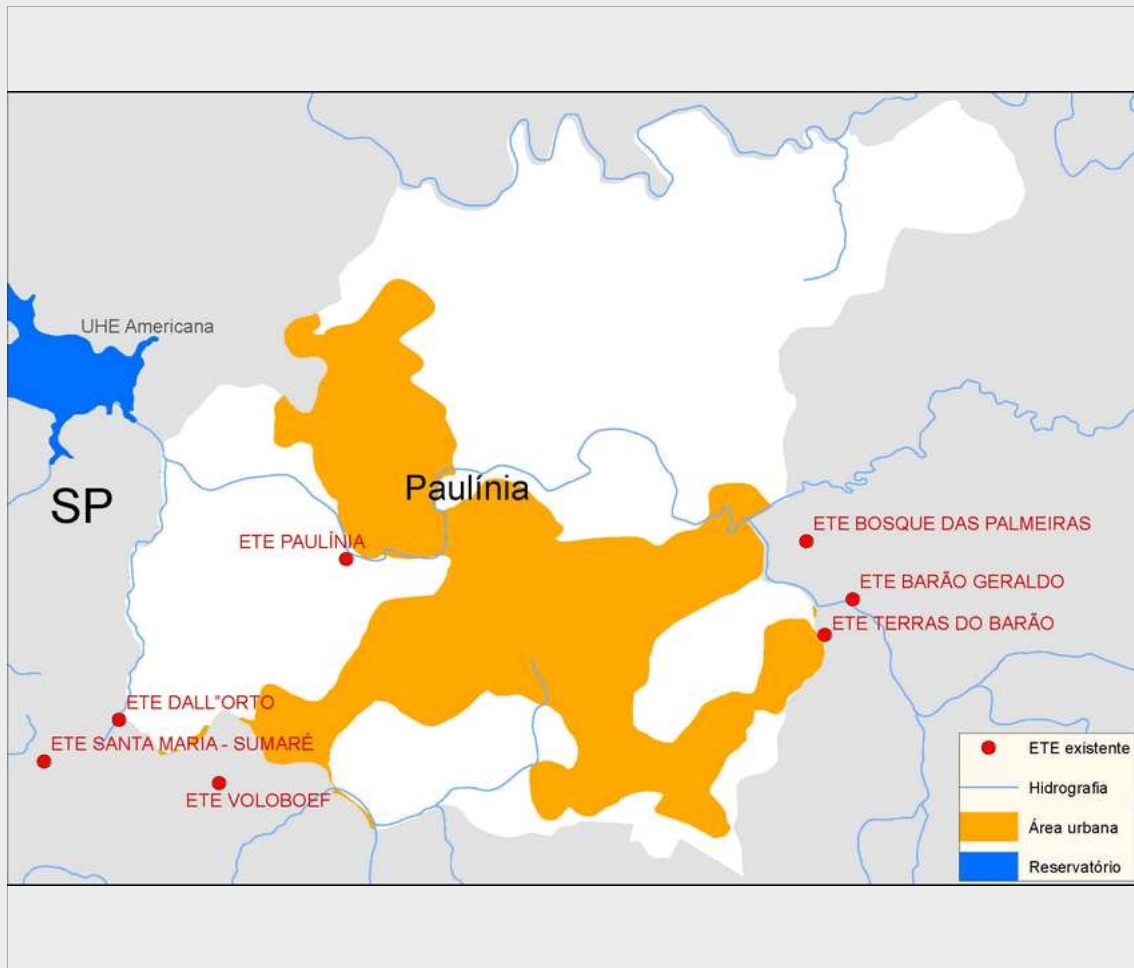 UHE Americana
SP
Paulínia
ETE PAULÍNIA
ETE BOSQUE DAS PALMEIRAS
ETE BARÃO GERALDO
ETE TERRAS DO BARÃO
ETE DALL"ORTO
ETE SANTA MARIA - SUMARÉ
ETE VOLOBOEF
ETE existente
Hidrografia
Área urbana
Reservatório